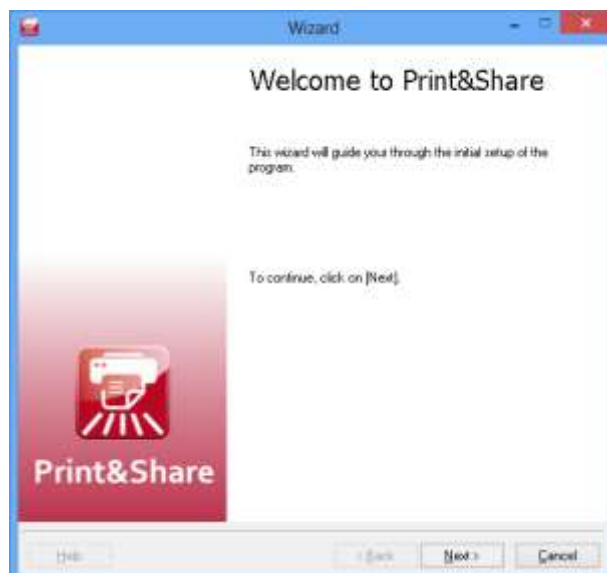 Wizard
Welcome to Print&Share
This wizard will guide your through the initial setup of the
program.
To continue, click on [Next].
Print&Share
Help
< Back
Next >
Cancel